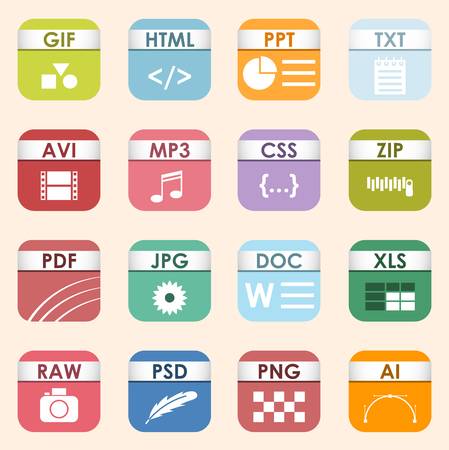 GIF HTML PPT TXT
</>
AVI MP3 CSS ZIP
{...}
PDF JPG DOC XLS
W
RAW PSD PNG AI